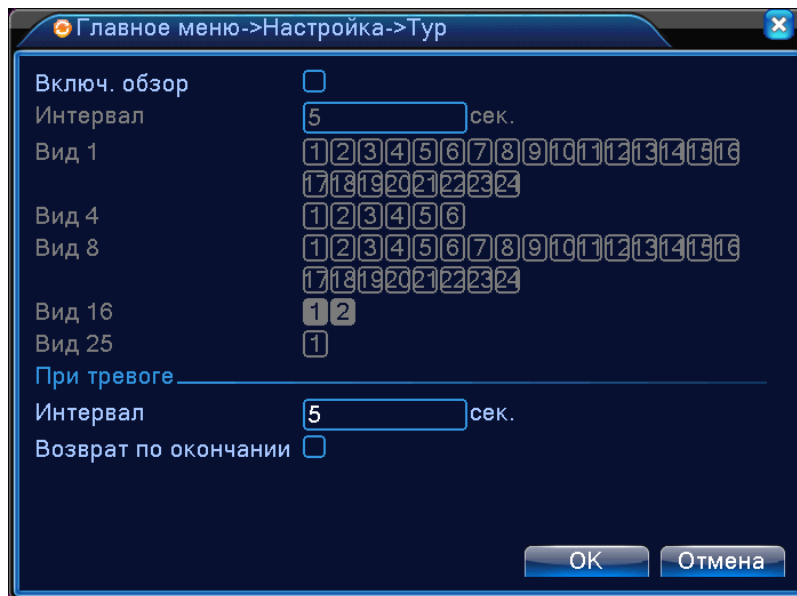 Главное меню->Настройка->Тур
Включ. обзор
Интервал 5 сек.
Вид 1 1 2 3 4 5 6 7 8 9 10 11 12 13 14 15 16
17 18 19 20 21 22 23 24
Вид 4 1 2 3 4 5 6
Вид 8 1 2 3 4 5 6 7 8 9 10 11 12 13 14 15 16
17 18 19 20 21 22 23 24
Вид 16 1 2
Вид 25 1
При тревоге
Интервал 5 сек.
Возврат по окончании
OK Отмена